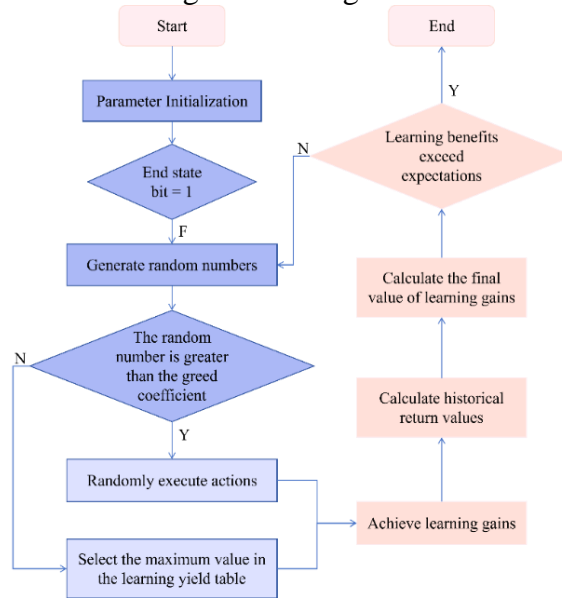 Start
End
Parameter Initialization
Y
Learning benefits
exceed
expectations
N
End state
bit = 1
F
Generate random numbers
Calculate the final
value of learning gains
The random
number is greater
than the greed
coefficient
N
Calculate historical
return values
Y
Randomly execute actions
Achieve learning gains
Select the maximum value in
the learning yield table